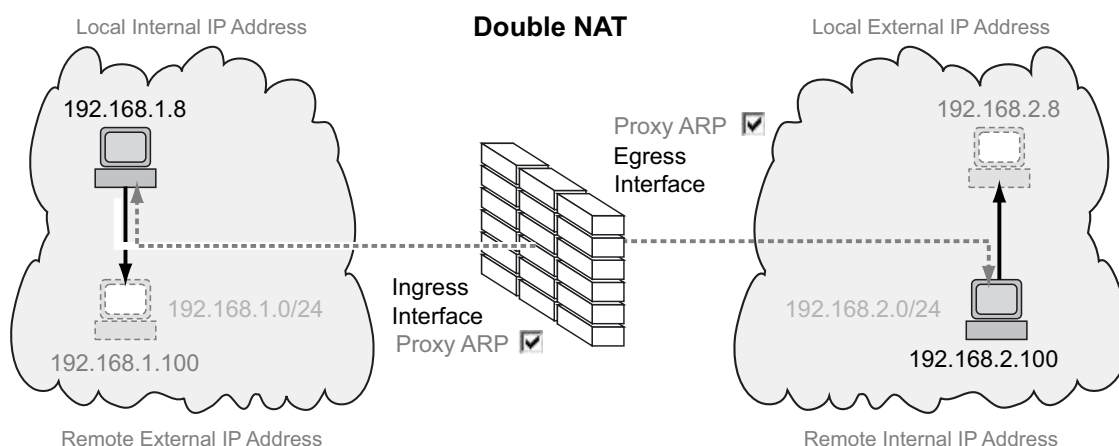 Local Internal IP Address
Double NAT
Local External IP Address
192.168.1.8
192.168.2.8
Proxy ARP
Egress
Interface
Ingress
Interface
Proxy ARP
192.168.1.0/24
192.168.2.0/24
192.168.1.100
192.168.2.100
Remote External IP Address
Remote Internal IP Address